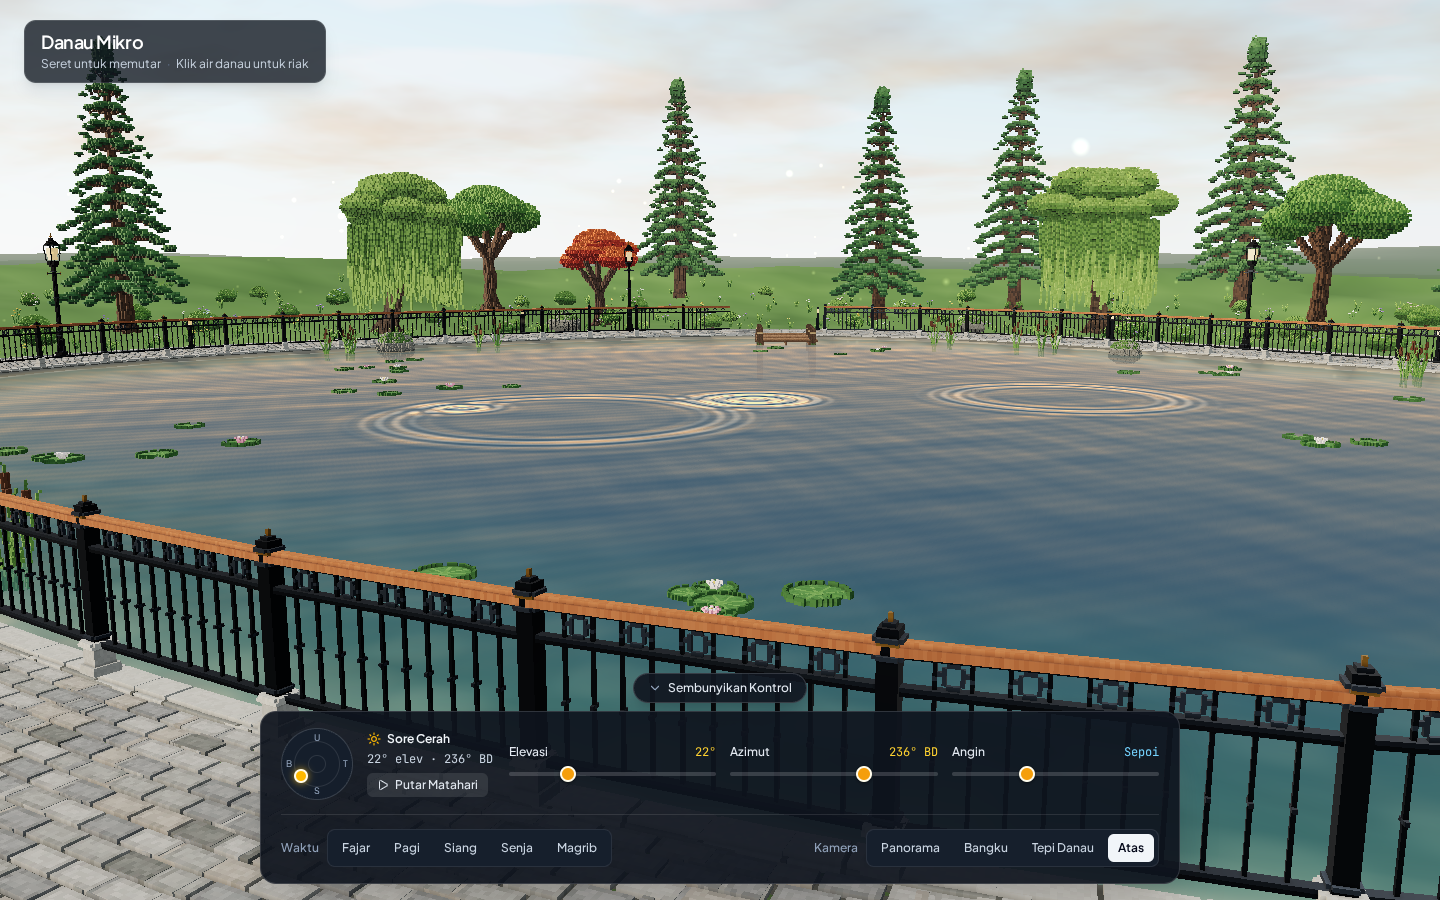 Danau Mikro
Seret untuk memutar · Klik air danau untuk riak
Sembunyikan Kontrol
U
B
T
S
Sore Cerah
22° elev · 236° BD
Putar Matahari
Elevasi 22°
Azimut 236° BD
Angin Sepoi
Waktu Fajar Pagi Siang Senja Magrib
Kamera Panorama Bangku Tepi Danau Atas